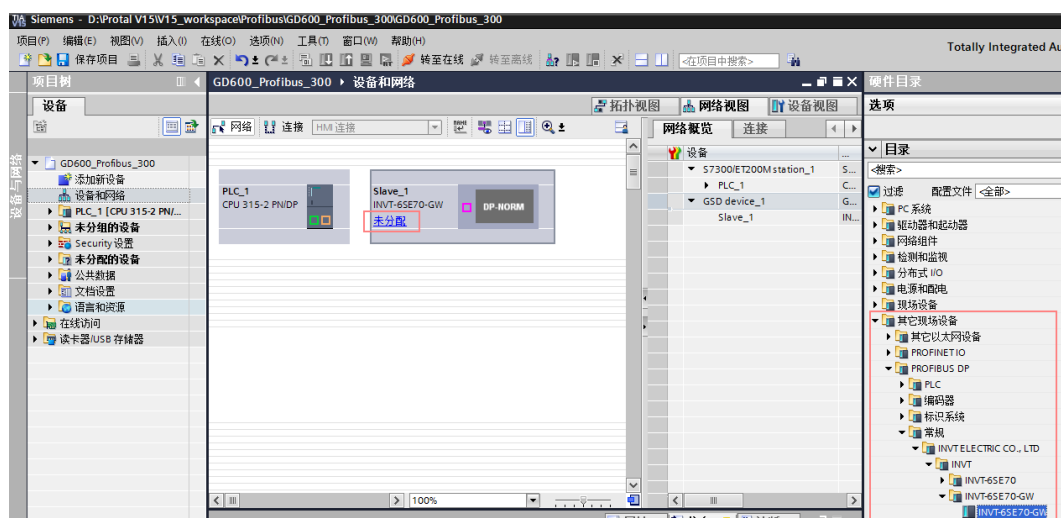 Siemens - D:\Protal V15\V15_workspace\Profibus\GD600_Profibus_300\GD600_Profibus_300
项目(P) 编辑(E) 视图(V) 插入(I) 在线(O) 选项(N) 工具(T) 窗口(W) 帮助(H)
Totally Integrated Au
保存项目 转至在线 转至离线 <在项目中搜索>
项目树
GD600_Profibus_300 ▸ 设备和网络
硬件目录
设备
拓扑视图 网络视图 设备视图
选项
网络 连接 HMI 连接
网络概览 连接
目录
设备 ...
<搜索>
过滤 配置文件 <全部>
设备与网络
GD600_Profibus_300
添加新设备
设备和网络
PLC_1 [CPU 315-2 PN/...
未分组的设备
Security 设置
未分配的设备
公共数据
文档设置
语言和资源
在线访问
读卡器/USB 存储器
PLC_1
CPU 315-2 PN/DP
Slave_1
INVT-6SE70-GW
未分配
DP-NORM
S7300/ET200M station_1 S...
PLC_1 C...
GSD device_1 G...
Slave_1 IN...
PC 系统
驱动器和起动器
网络组件
检测和监视
分布式 I/O
电源和配电
现场设备
其它现场设备
其它以太网设备
PROFINET IO
PROFIBUS DP
PLC
编码器
标识系统
常规
INVT ELECTRIC CO., LTD
INVT
INVT-6SE70
INVT-6SE70-GW
INVT-6SE70-GW
100%